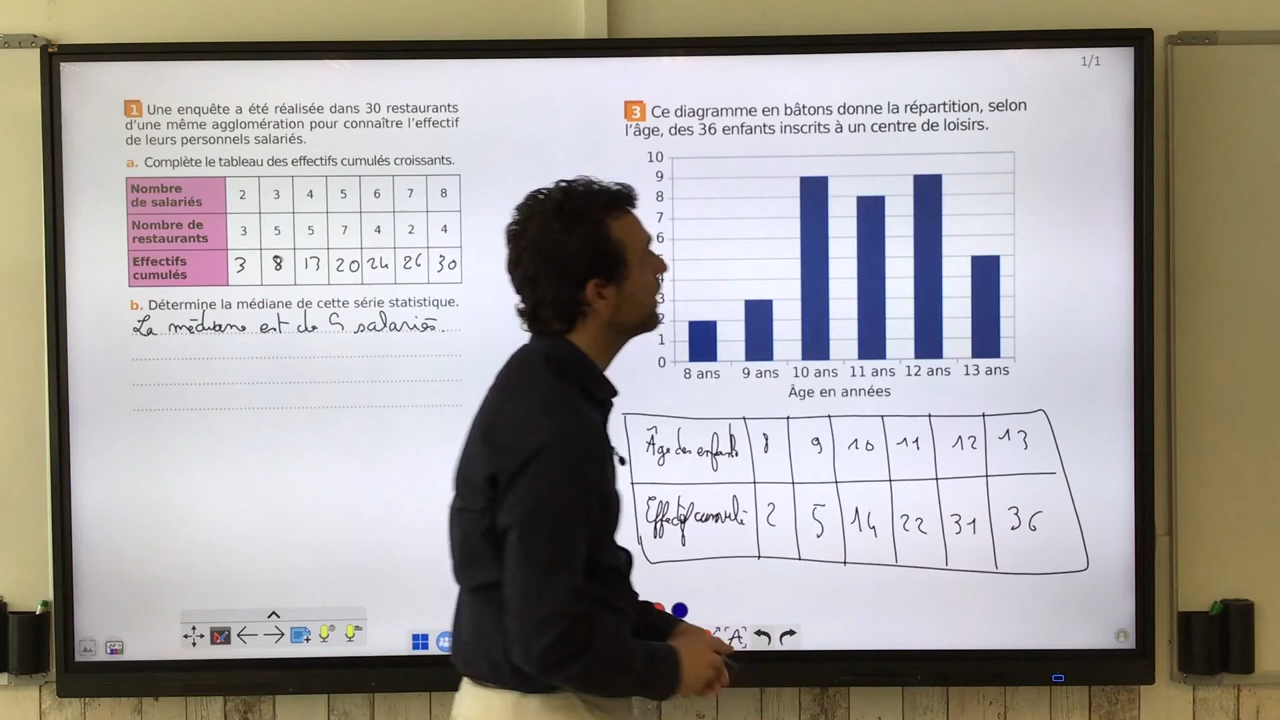 1/1
1 Une enquête a été réalisée dans 30 restaurants
d'une même agglomération pour connaître l'effectif
de leurs personnels salariés.
a. Complète le tableau des effectifs cumulés croissants.
Nombre de salariés 2 3 4 5 6 7 8
Nombre de restaurants 3 5 5 7 4 2 4
Effectifs cumulés 3 8 13 20 24 26 30
b. Détermine la médiane de cette série statistique.
La médiane est de 5 salariés.
3 Ce diagramme en bâtons donne la répartition, selon
l'âge, des 36 enfants inscrits à un centre de loisirs.
10
9
8
7
6
4
3
2
1
0
8 ans 9 ans 10 ans 11 ans 12 ans 13 ans
Âge en années
Âge des enfants 8 9 10 11 12 13
Effectif cumulé 2 5 14 22 31 36
A